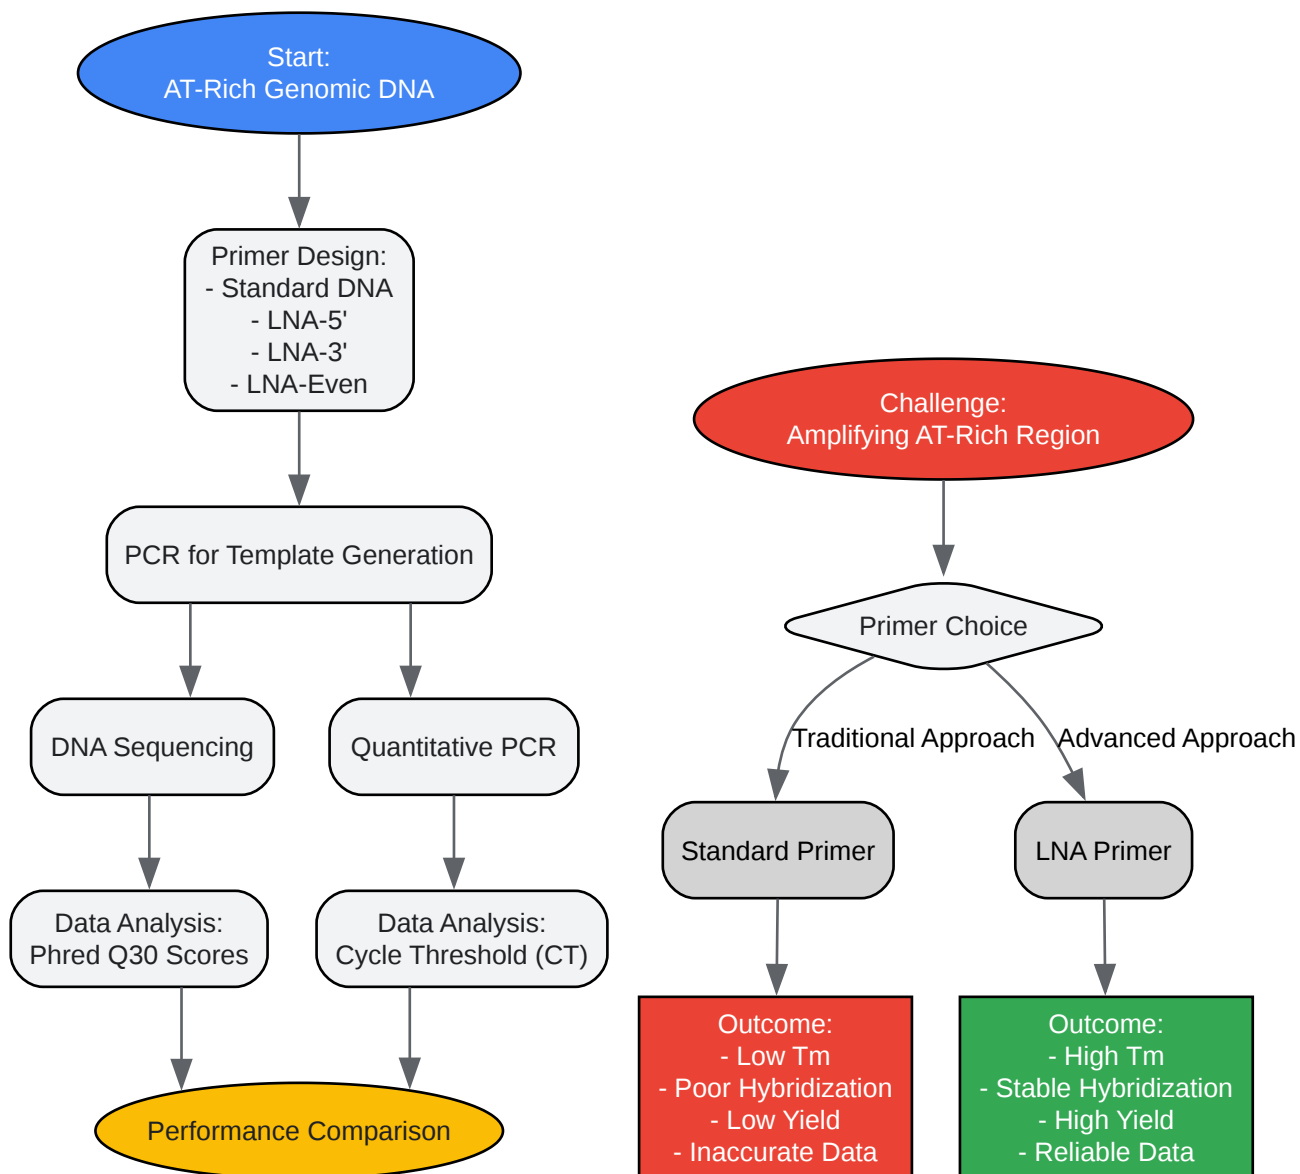 Start:
AT-Rich Genomic DNA
Primer Design:
- Standard DNA
- LNA-5'
- LNA-3'
- LNA-Even
PCR for Template Generation
DNA Sequencing
Quantitative PCR
Data Analysis:
Phred Q30 Scores
Data Analysis:
Cycle Threshold (CT)
Performance Comparison
Challenge:
Amplifying AT-Rich Region
Primer Choice
Traditional Approach
Advanced Approach
Standard Primer
LNA Primer
Outcome:
- Low Tm
- Poor Hybridization
- Low Yield
- Inaccurate Data
Outcome:
- High Tm
- Stable Hybridization
- High Yield
- Reliable Data